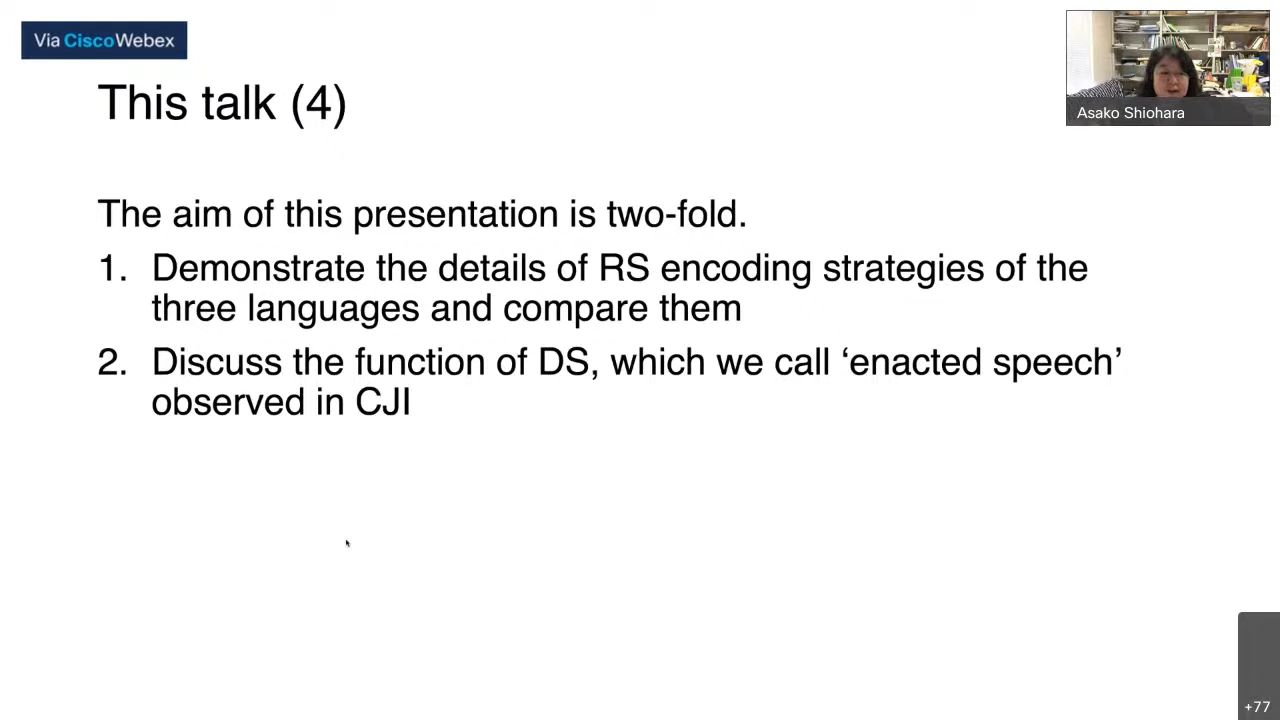 Via CiscoWebex
This talk (4)
Asako Shiohara
The aim of this presentation is two-fold.
1. Demonstrate the details of RS encoding strategies of the
three languages and compare them
2. Discuss the function of DS, which we call ‘enacted speech’
observed in CJI
+77